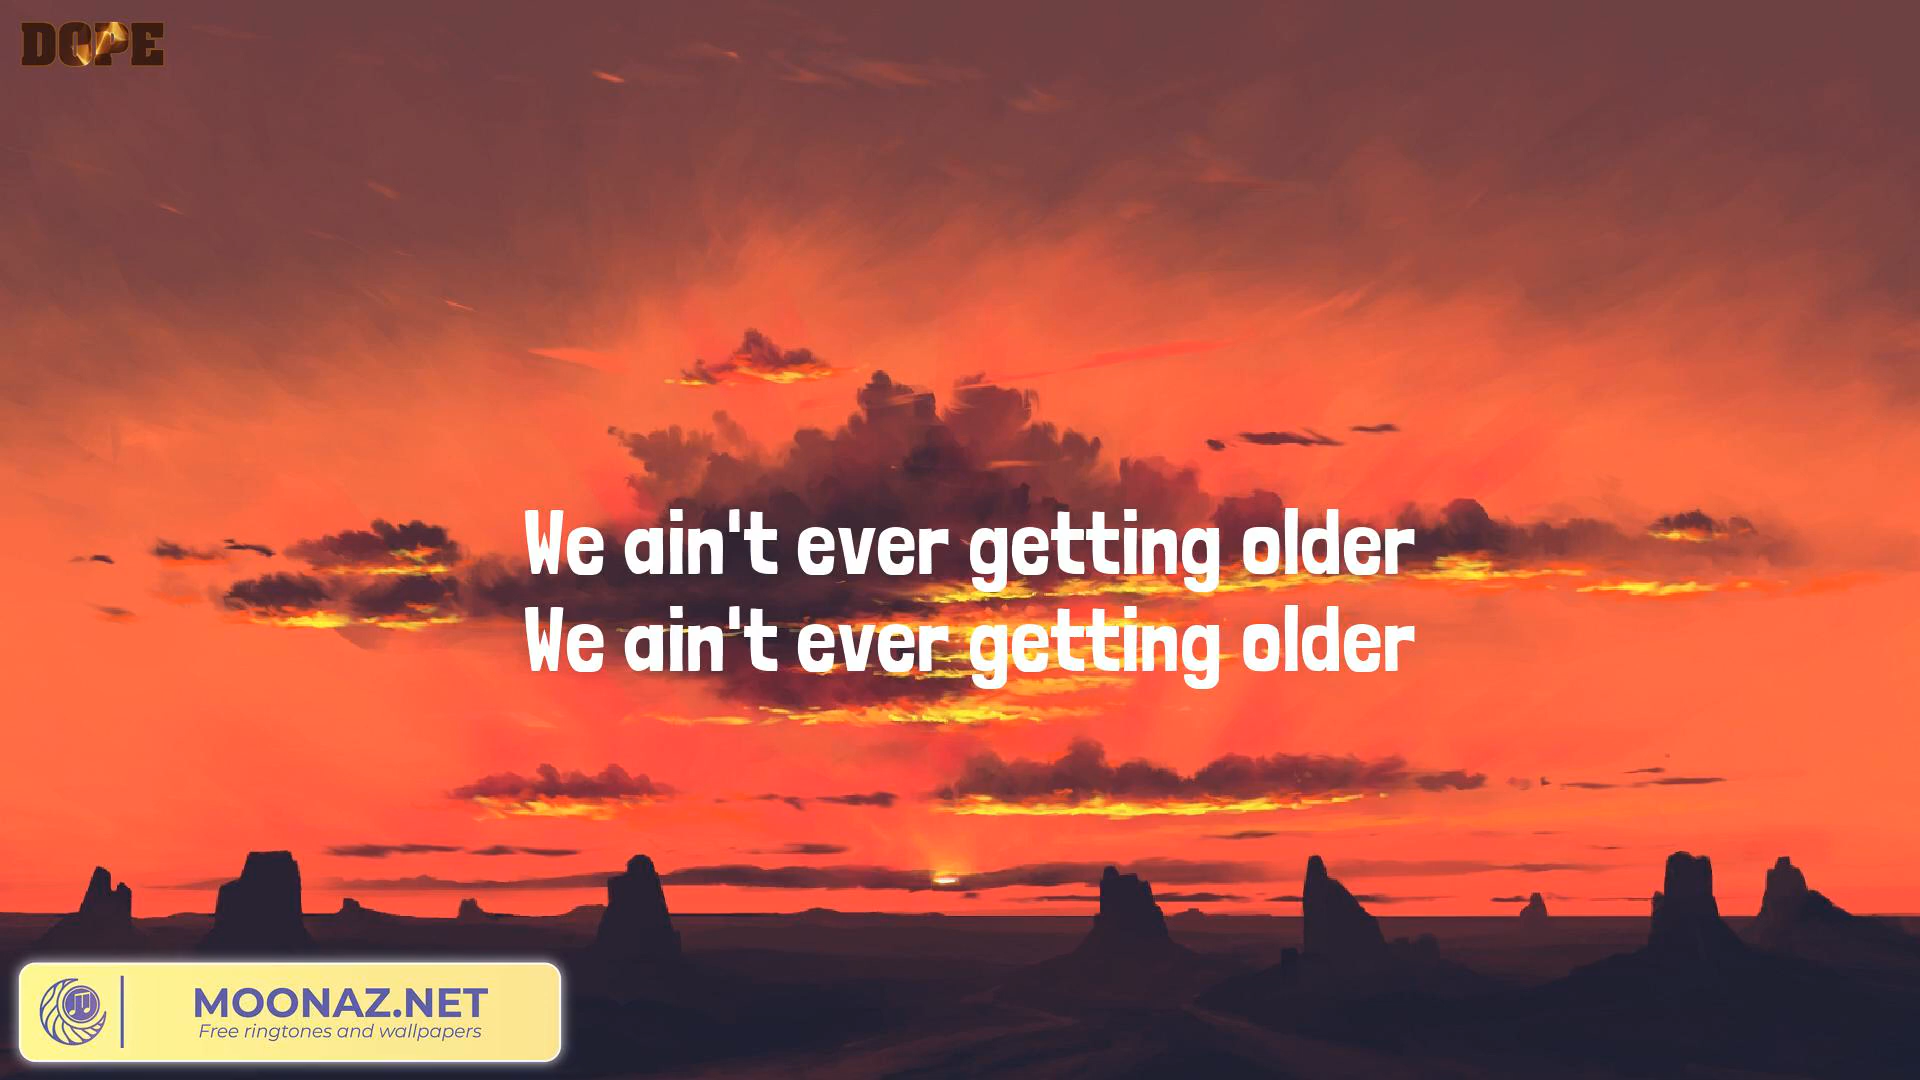 DOPE
We ain't ever getting older
We ain't ever getting older
MOONAZ.NET
Free ringtones and wallpapers